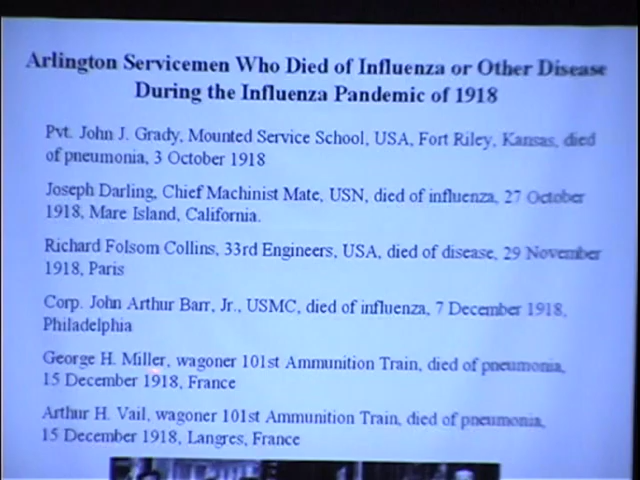 Arlington Servicemen Who Died of Influenza or Other Disease
During the Influenza Pandemic of 1918
Pvt. John J. Grady, Mounted Service School, USA, Fort Riley, Kansas, died
of pneumonia, 3 October 1918
Joseph Darling, Chief Machinist Mate, USN, died of influenza, 27 October
1918, Mare Island, California.
Richard Folsom Collins, 33rd Engineers, USA, died of disease, 29 November
1918, Paris
Corp. John Arthur Barr, Jr., USMC, died of influenza, 7 December 1918,
Philadelphia
George H. Miller, wagoner 101st Ammunition Train, died of pneumonia,
15 December 1918, France
Arthur H. Vail, wagoner 101st Ammunition Train, died of pneumonia,
15 December 1918, Langres, France